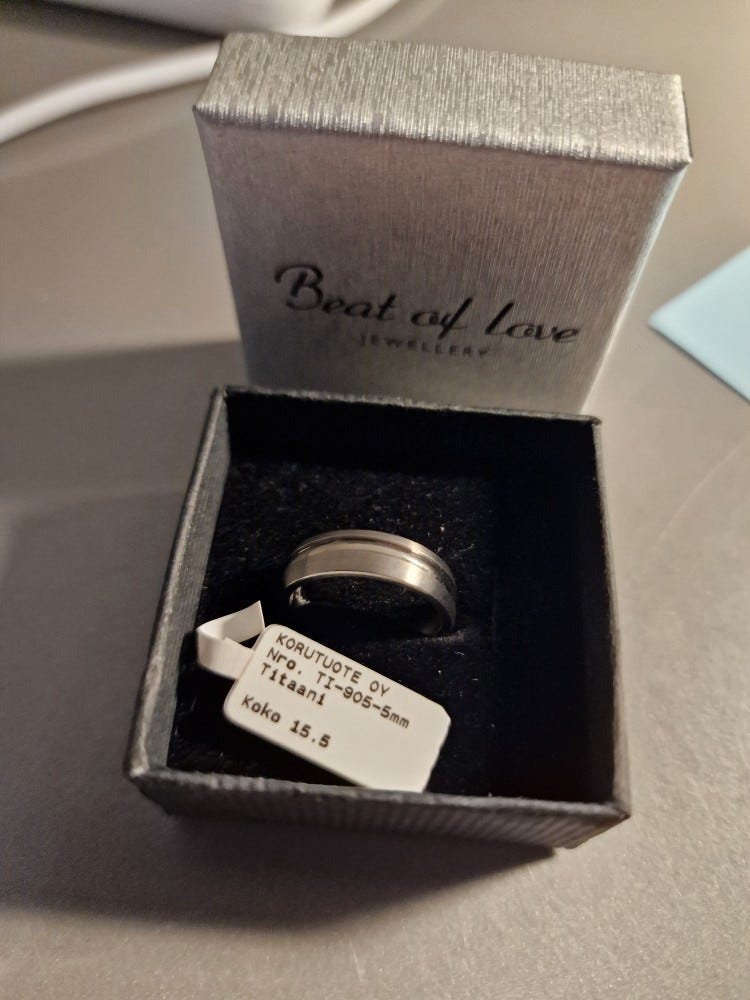 Beat of Love
JEWELLERY
KORUTUOTE OY
Nro. TI-905-5mm
Titaani
Koko 15.5